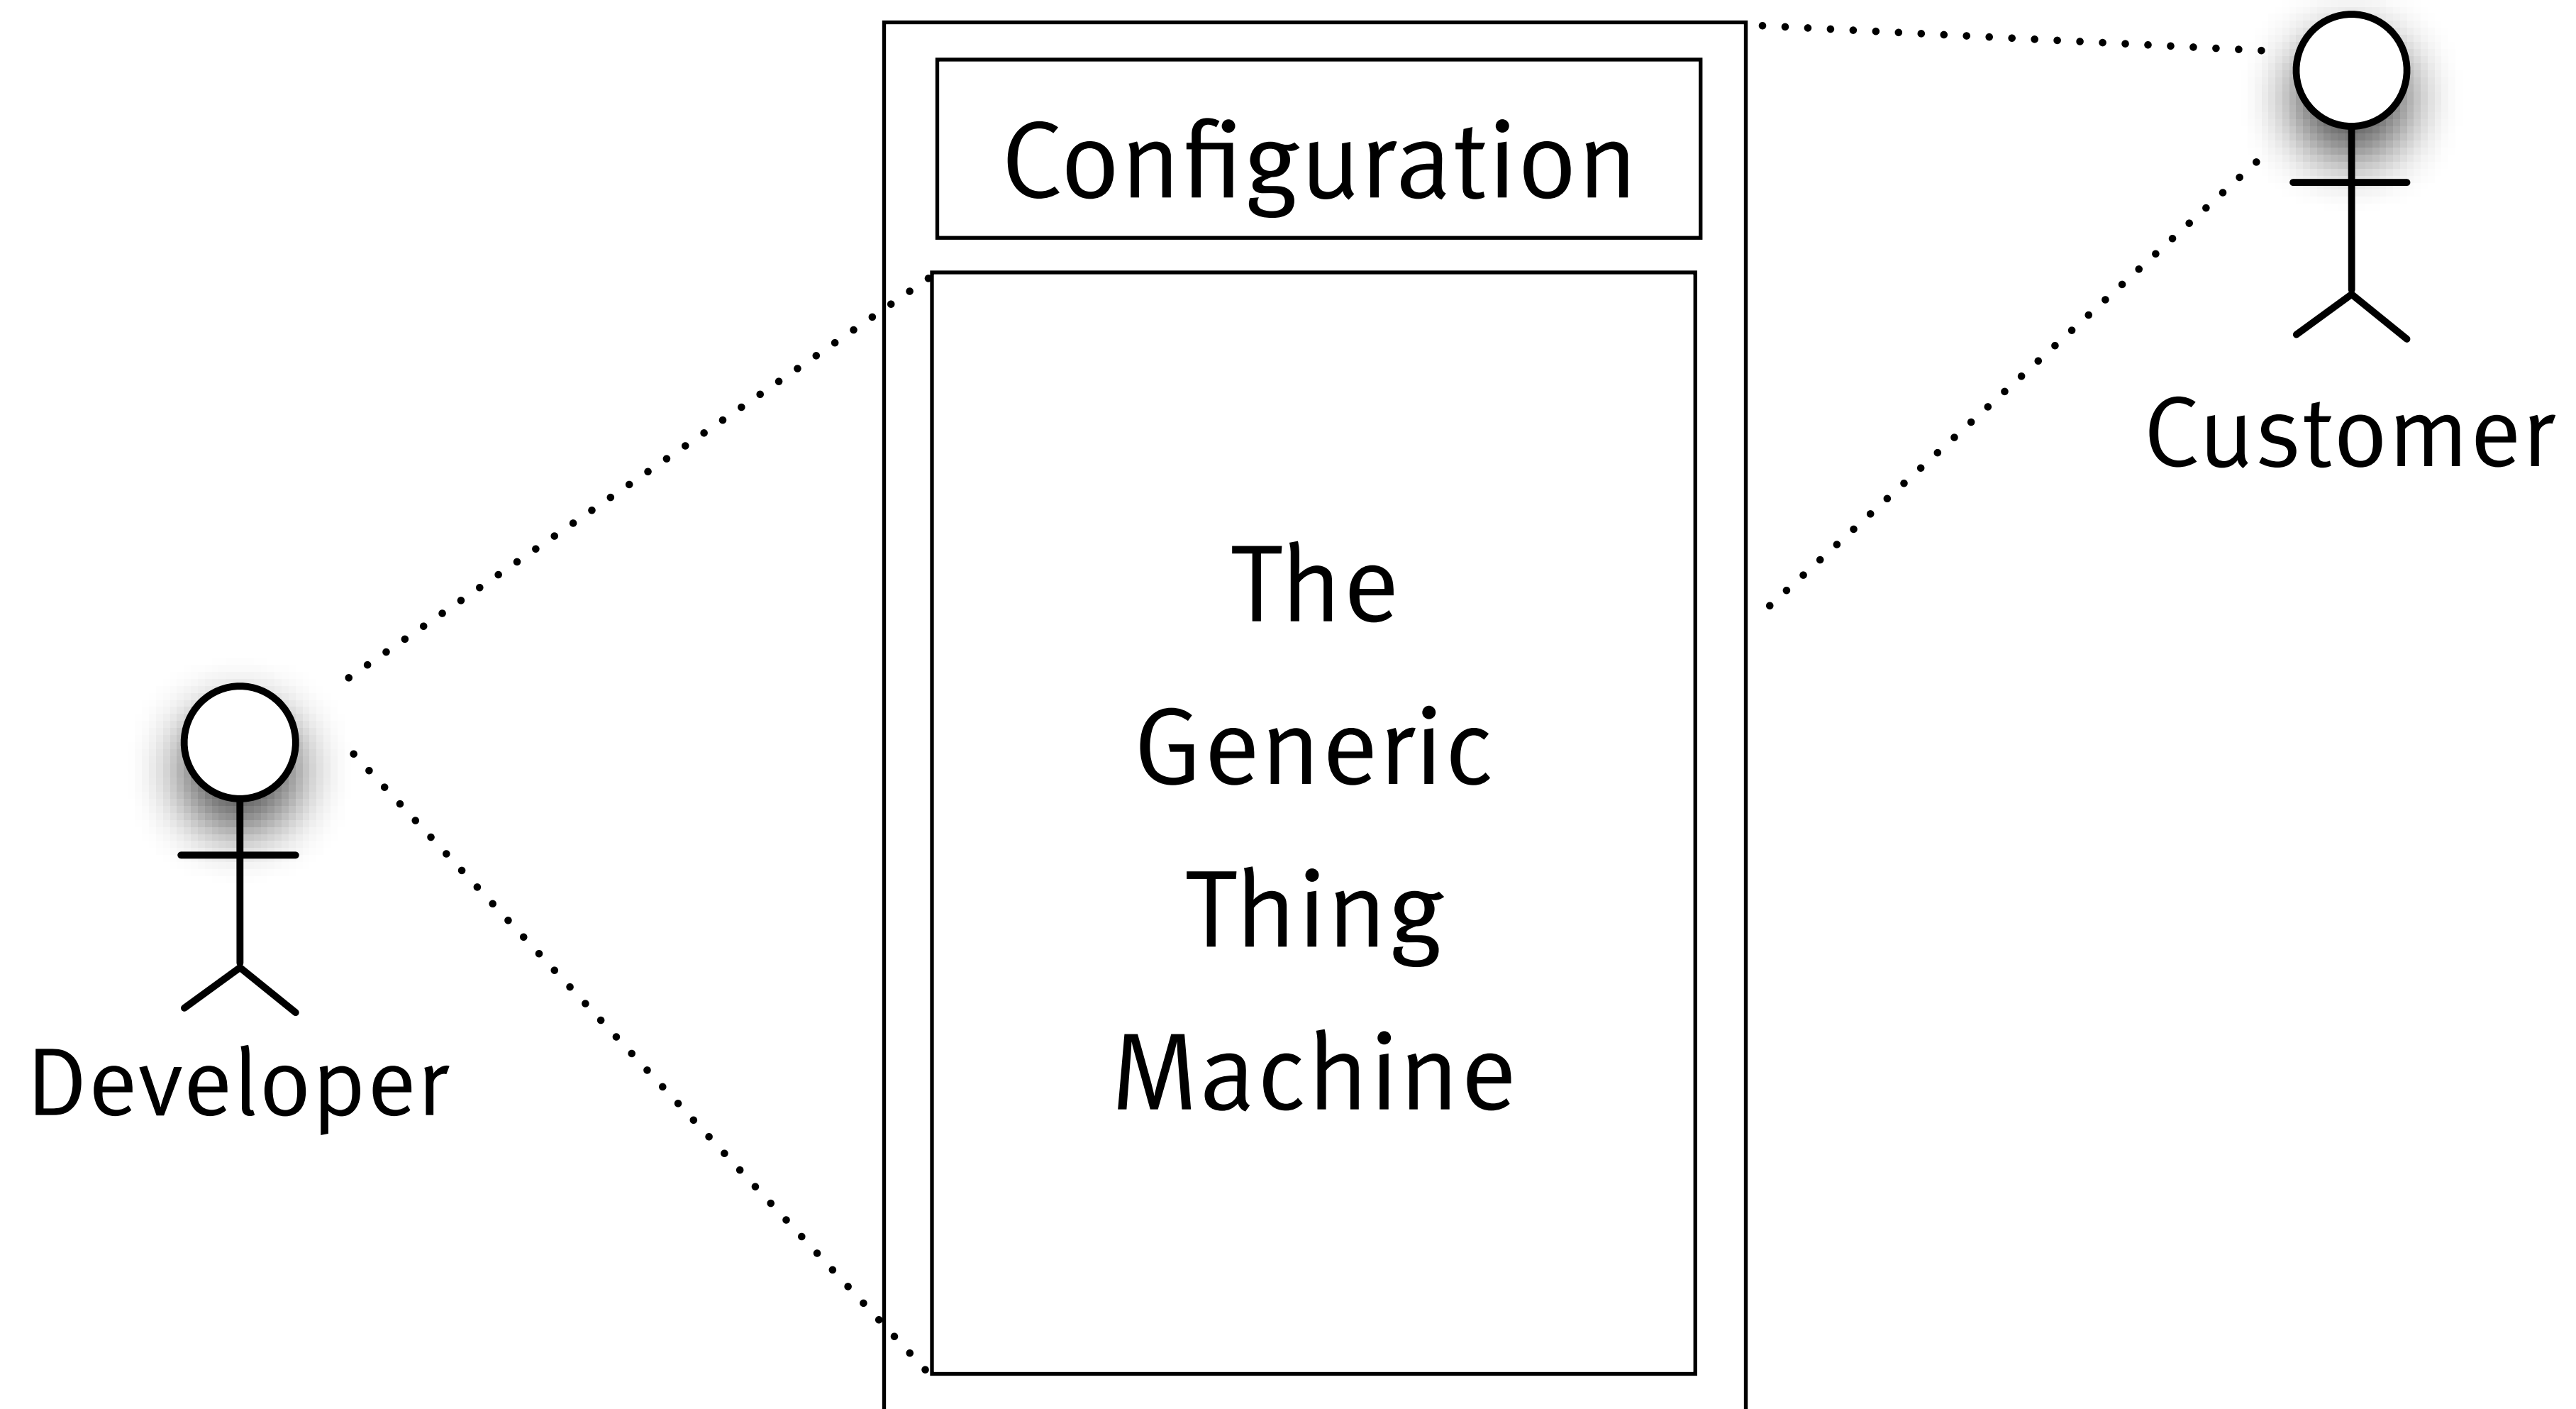 Configuration
The
Generic
Thing
Machine
Customer
Developer